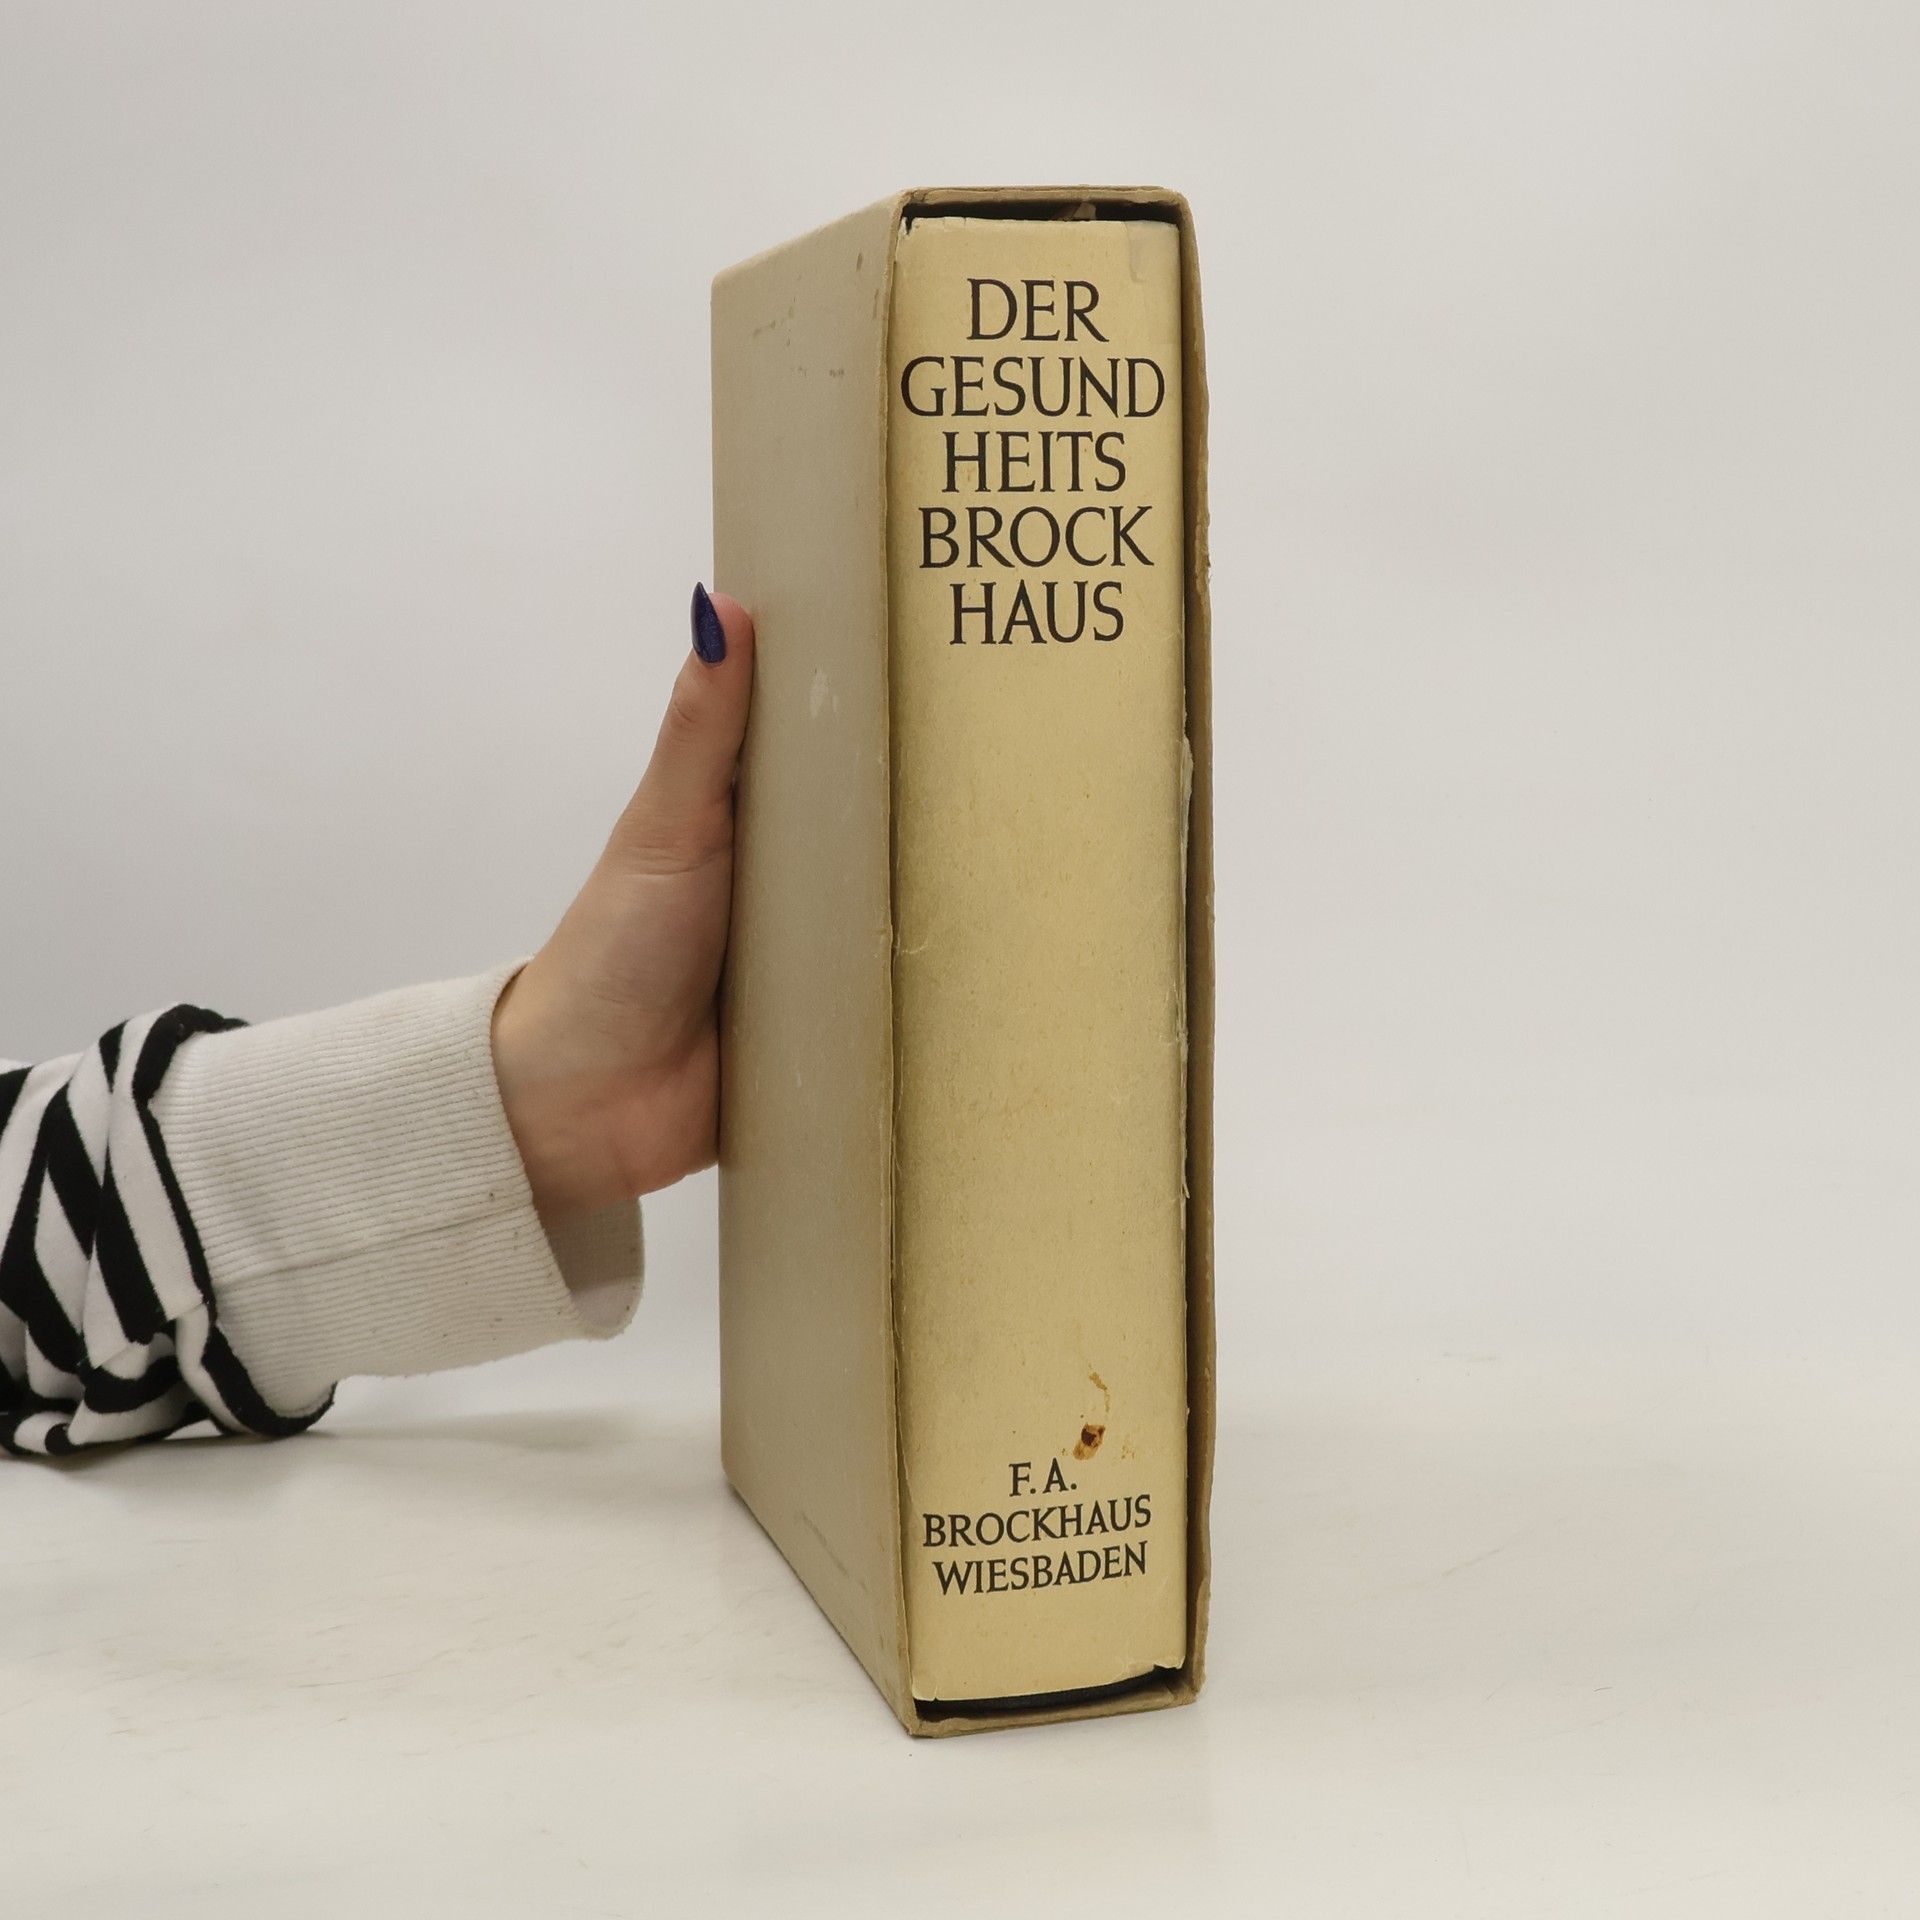 DER
GESUND
HEITS
BROCK
HAUS
F. A.
BROCKHAUS
WIESBADEN